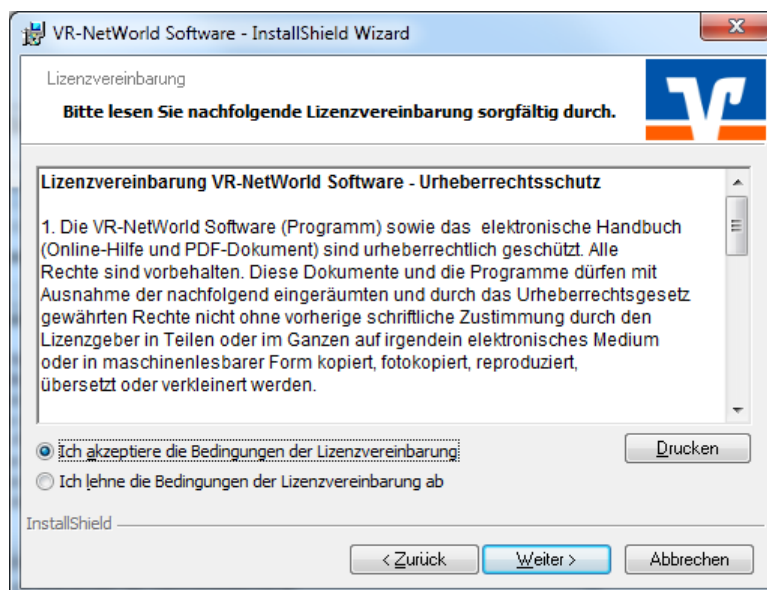 VR-NetWorld Software - InstallShield Wizard
Lizenzvereinbarung
Bitte lesen Sie nachfolgende Lizenzvereinbarung sorgfältig durch.
Lizenzvereinbarung VR-NetWorld Software - Urheberrechtsschutz
1. Die VR-NetWorld Software (Programm) sowie das  elektronische Handbuch
(Online-Hilfe und PDF-Dokument) sind urheberrechtlich geschützt. Alle
Rechte sind vorbehalten. Diese Dokumente und die Programme dürfen mit
Ausnahme der nachfolgend eingeräumten und durch das Urheberrechtsgesetz
gewährten Rechte nicht ohne vorherige schriftliche Zustimmung durch den
Lizenzgeber in Teilen oder im Ganzen auf irgendein elektronisches Medium
oder in maschinenlesbarer Form kopiert, fotokopiert, reproduziert,
übersetzt oder verkleinert werden.
Ich akzeptiere die Bedingungen der Lizenzvereinbarung
Drucken
Ich lehne die Bedingungen der Lizenzvereinbarung ab
InstallShield
< Zurück
Weiter >
Abbrechen